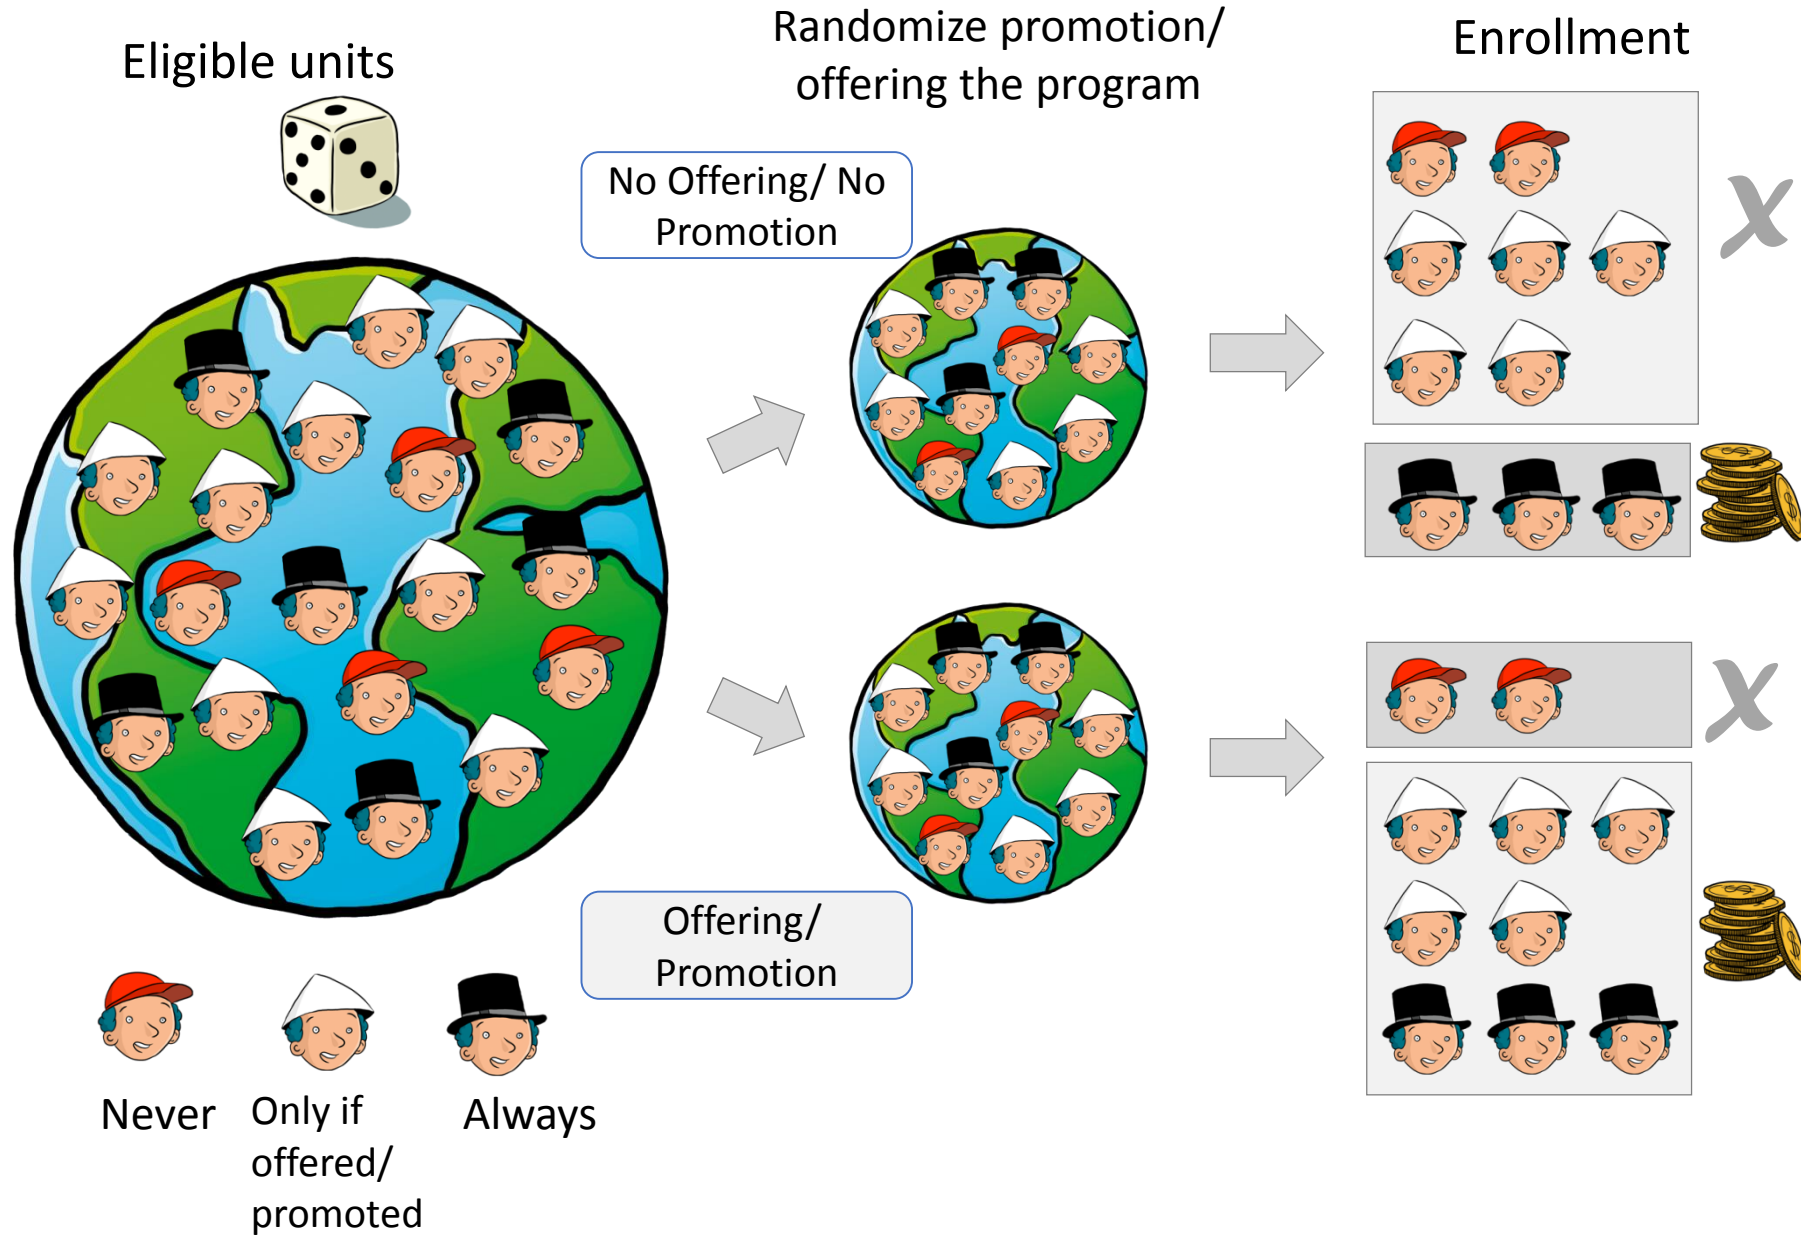 Eligible units
Randomize promotion/
offering the program
Enrollment
No Offering/ No
Promotion
Offering/
Promotion
Never
Only if
offered/
promoted
Always